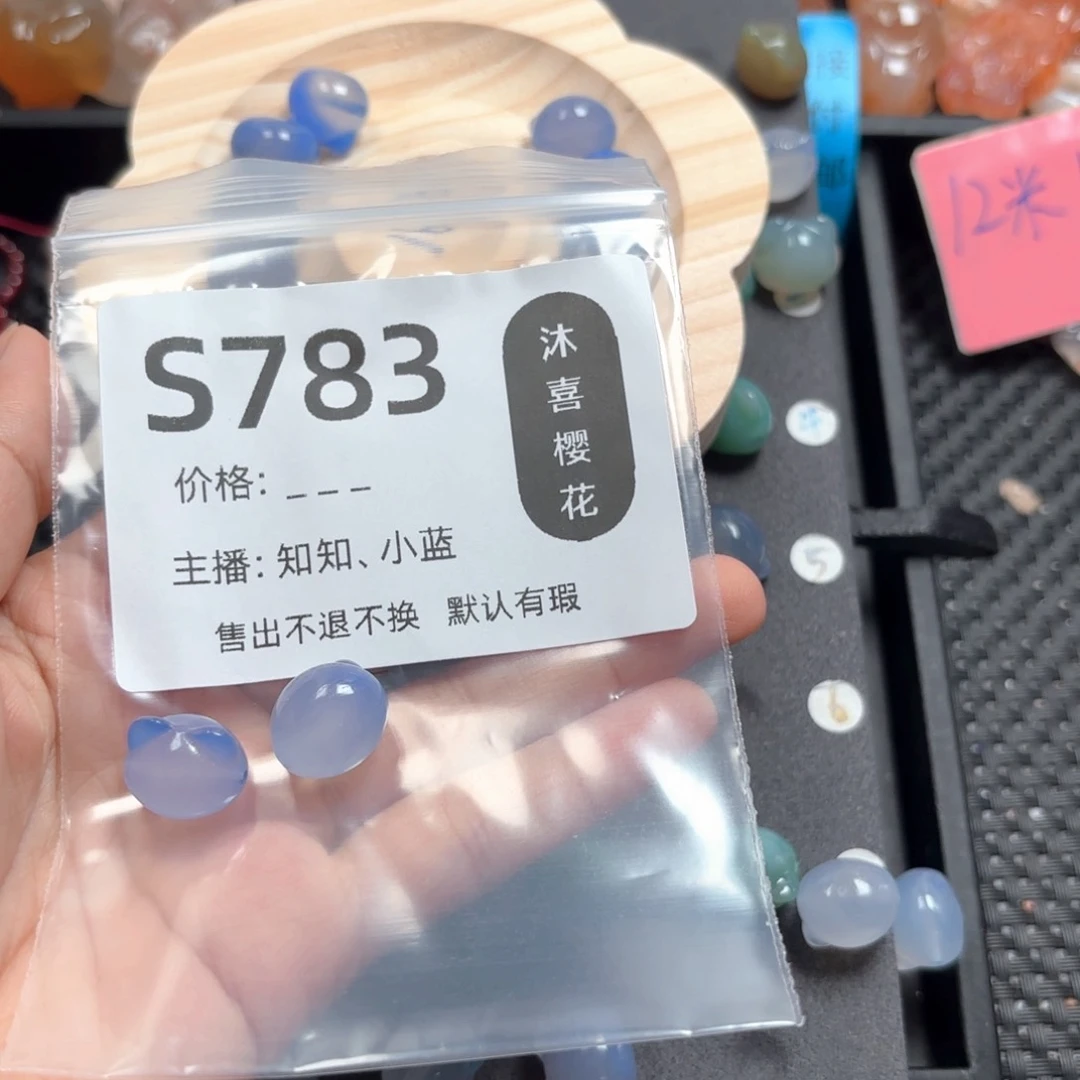 S783
价格: _ _ _
主播: 知知、小蓝
售出不退不换 默认有瑕
沐喜樱花
12米
5
6